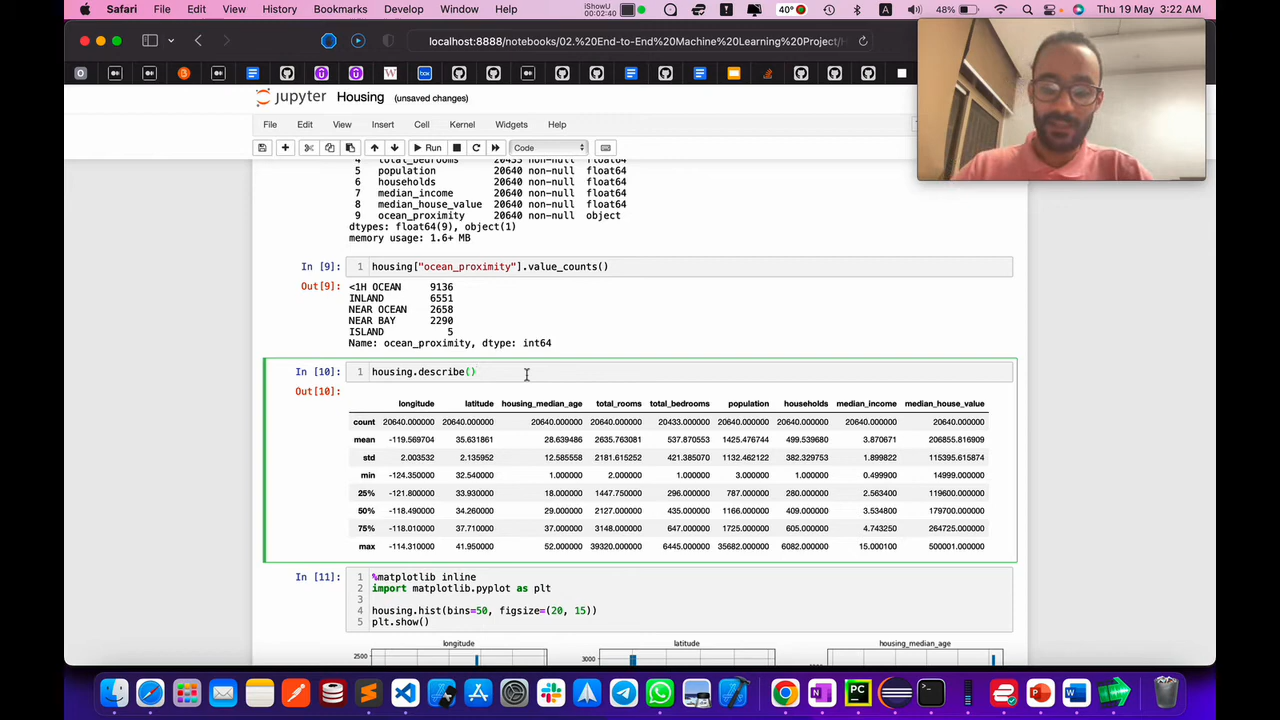 Safari File Edit View History Bookmarks Develop Window Help iShowU 00:02:40 40° A 48% Thu 19 May 3:22 AM
localhost:8888/notebooks/02.%20End-to-End%20Machine%20Learning%20Project/H
jupyter Housing (unsaved changes)
File Edit View Insert Cell Kernel Widgets Help
Run Code
4 total_bedrooms 20433 non-null float64
5 population 20640 non-null float64
6 households 20640 non-null float64
7 median_income 20640 non-null float64
8 median_house_value 20640 non-null float64
9 ocean_proximity 20640 non-null object
dtypes: float64(9), object(1)
memory usage: 1.6+ MB
In [9]: 1 housing["ocean_proximity"].value_counts()
Out[9]: <1H OCEAN 9136
INLAND 6551
NEAR OCEAN 2658
NEAR BAY 2290
ISLAND 5
Name: ocean_proximity, dtype: int64
In [10]: 1 housing.describe()
Out[10]:
longitude latitude housing_median_age total_rooms total_bedrooms population households median_income median_house_value
count 20640.000000 20640.000000 20640.000000 20640.000000 20433.000000 20640.000000 20640.000000 20640.000000 20640.000000
mean -119.569704 35.631861 28.639486 2635.763081 537.870553 1425.476744 499.539680 3.870671 206855.816909
std 2.003532 2.135952 12.585558 2181.615252 421.385070 1132.462122 382.329753 1.899822 115395.615874
min -124.350000 32.540000 1.000000 2.000000 1.000000 3.000000 1.000000 0.499900 14999.000000
25% -121.800000 33.930000 18.000000 1447.750000 296.000000 787.000000 280.000000 2.563400 119600.000000
50% -118.490000 34.260000 29.000000 2127.000000 435.000000 1166.000000 409.000000 3.534800 179700.000000
75% -118.010000 37.710000 37.000000 3148.000000 647.000000 1725.000000 605.000000 4.743250 264725.000000
max -114.310000 41.950000 52.000000 39320.000000 6445.000000 35682.000000 6082.000000 15.000100 500001.000000
In [11]: 1 %matplotlib inline
2 import matplotlib.pyplot as plt
3
4 housing.hist(bins=50, figsize=(20, 15))
5 plt.show()
longitude latitude housing_median_age
2500 3000